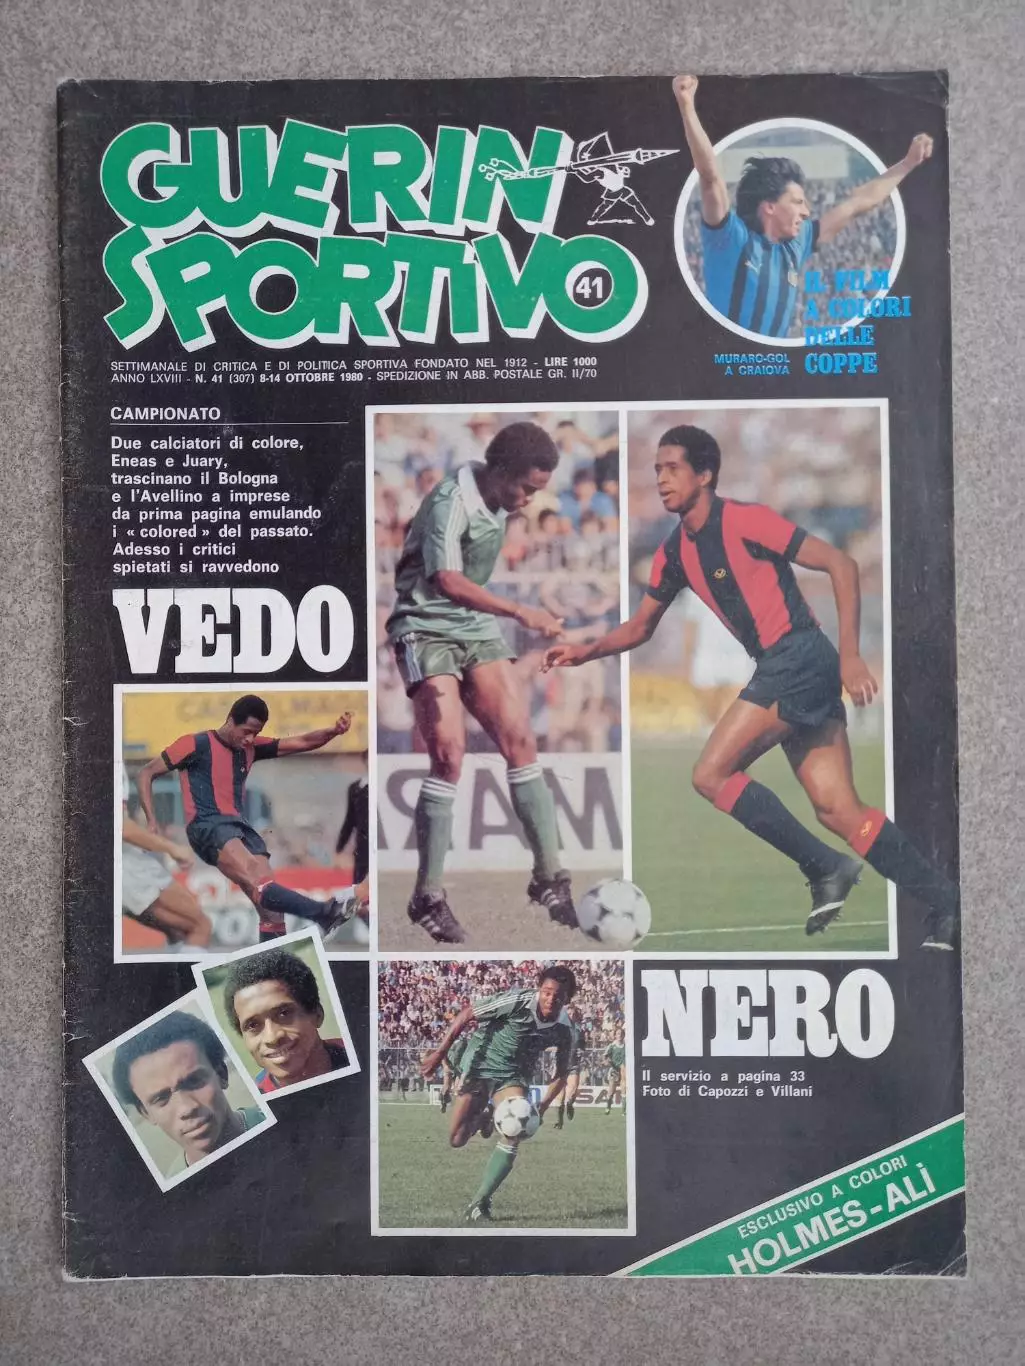 GUERIN
SPORTIVO
41
SETTIMANALE DI CRITICA E DI POLITICA SPORTIVA FONDATO NEL 1912 - LIRE 1000
ANNO LXVIII - N. 41 (307) 8-14 OTTOBRE 1980 - SPEDIZIONE IN ABB. POSTALE GR. II/70
IL FILM
A COLORI
DELLE
COPPE
MURARO-GOL
A CRAIOVA
CAMPIONATO
Due calciatori di colore,
Eneas e Juary,
trascinano il Bologna
e l'Avellino a imprese
da prima pagina emulando
i «colored» del passato.
Adesso i critici
spietati si ravvedono
VEDO
NERO
Il servizio a pagina 33
Foto di Capozzi e Villani
ESCLUSIVO A COLORI
HOLMES-ALÌ